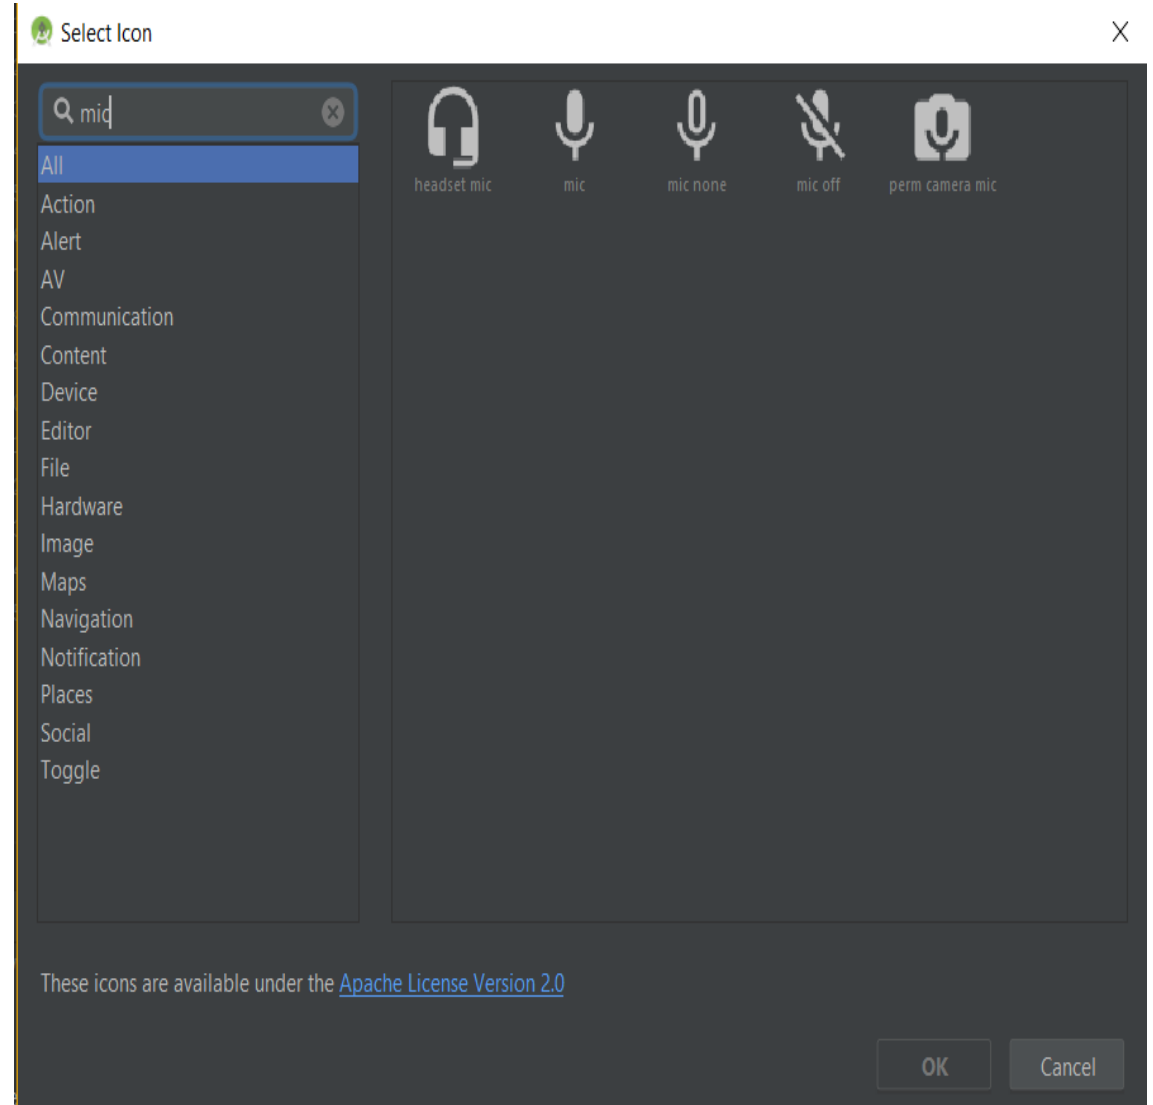 Select Icon
mic
All
Action
Alert
AV
Communication
Content
Device
Editor
File
Hardware
Image
Maps
Navigation
Notification
Places
Social
Toggle
headset mic
mic
mic none
mic off
perm camera mic
These icons are available under the Apache License Version 2.0
OK
Cancel